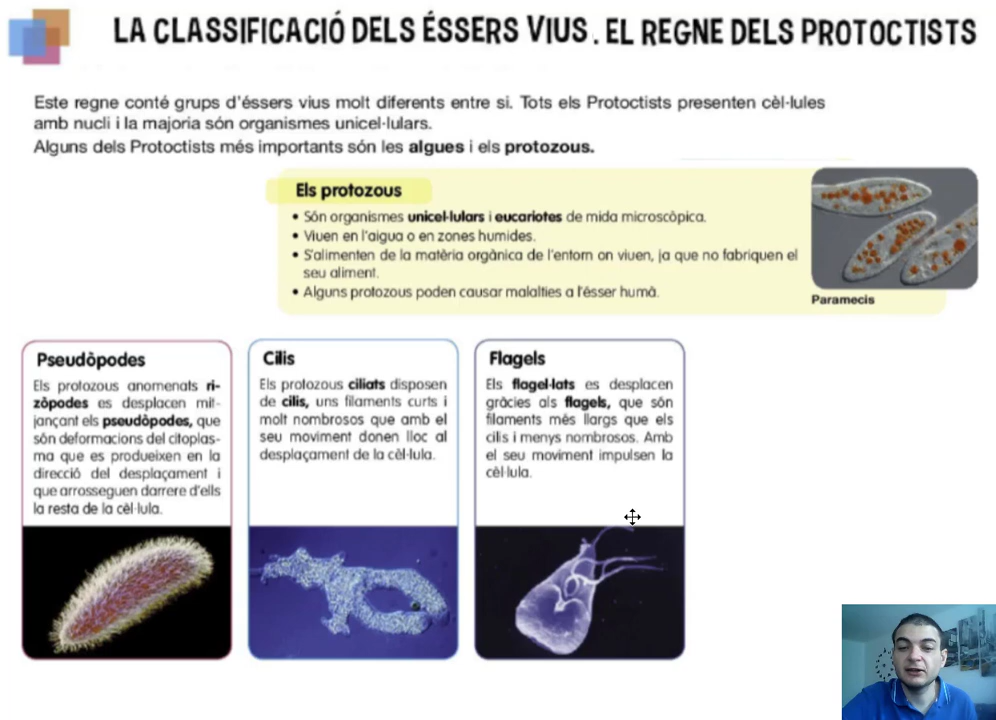 LA CLASSIFICACIÓ DELS ÉSSERS VIUS. EL REGNE DELS PROTOCTISTS
Este regne conté grups d'éssers vius molt diferents entre si. Tots els Protoctists presenten cèl·lules
amb nucli i la majoria són organismes unicel·lulars.
Alguns dels Protoctists més importants són les algues i els protozous.
Els protozous
• Són organismes unicel·lulars i eucariotes de mida microscòpica.
• Viuen en l'aigua o en zones humides.
• S'alimenten de la matèria orgànica de l'entorn on viuen, ja que no fabriquen el
seu aliment.
• Alguns protozous poden causar malalties a l'ésser humà.
Paramecis
Pseudòpodes
Els protozous anomenats ri-
zòpodes es desplacen mit-
jançant els pseudòpodes, que
són deformacions del citoplas-
ma que es produeixen en la
direcció del desplaçament i
que arrosseguen darrere d'ells
la resta de la cèl·lula.
Cilis
Els protozous ciliats disposen
de cilis, uns filaments curts i
molt nombrosos que amb el
seu moviment donen lloc al
desplaçament de la cèl·lula.
Flagels
Els flagel·lats es desplacen
gràcies als flagels, que són
filaments més llargs que els
cilis i menys nombrosos. Amb
el seu moviment impulsen la
cèl·lula.